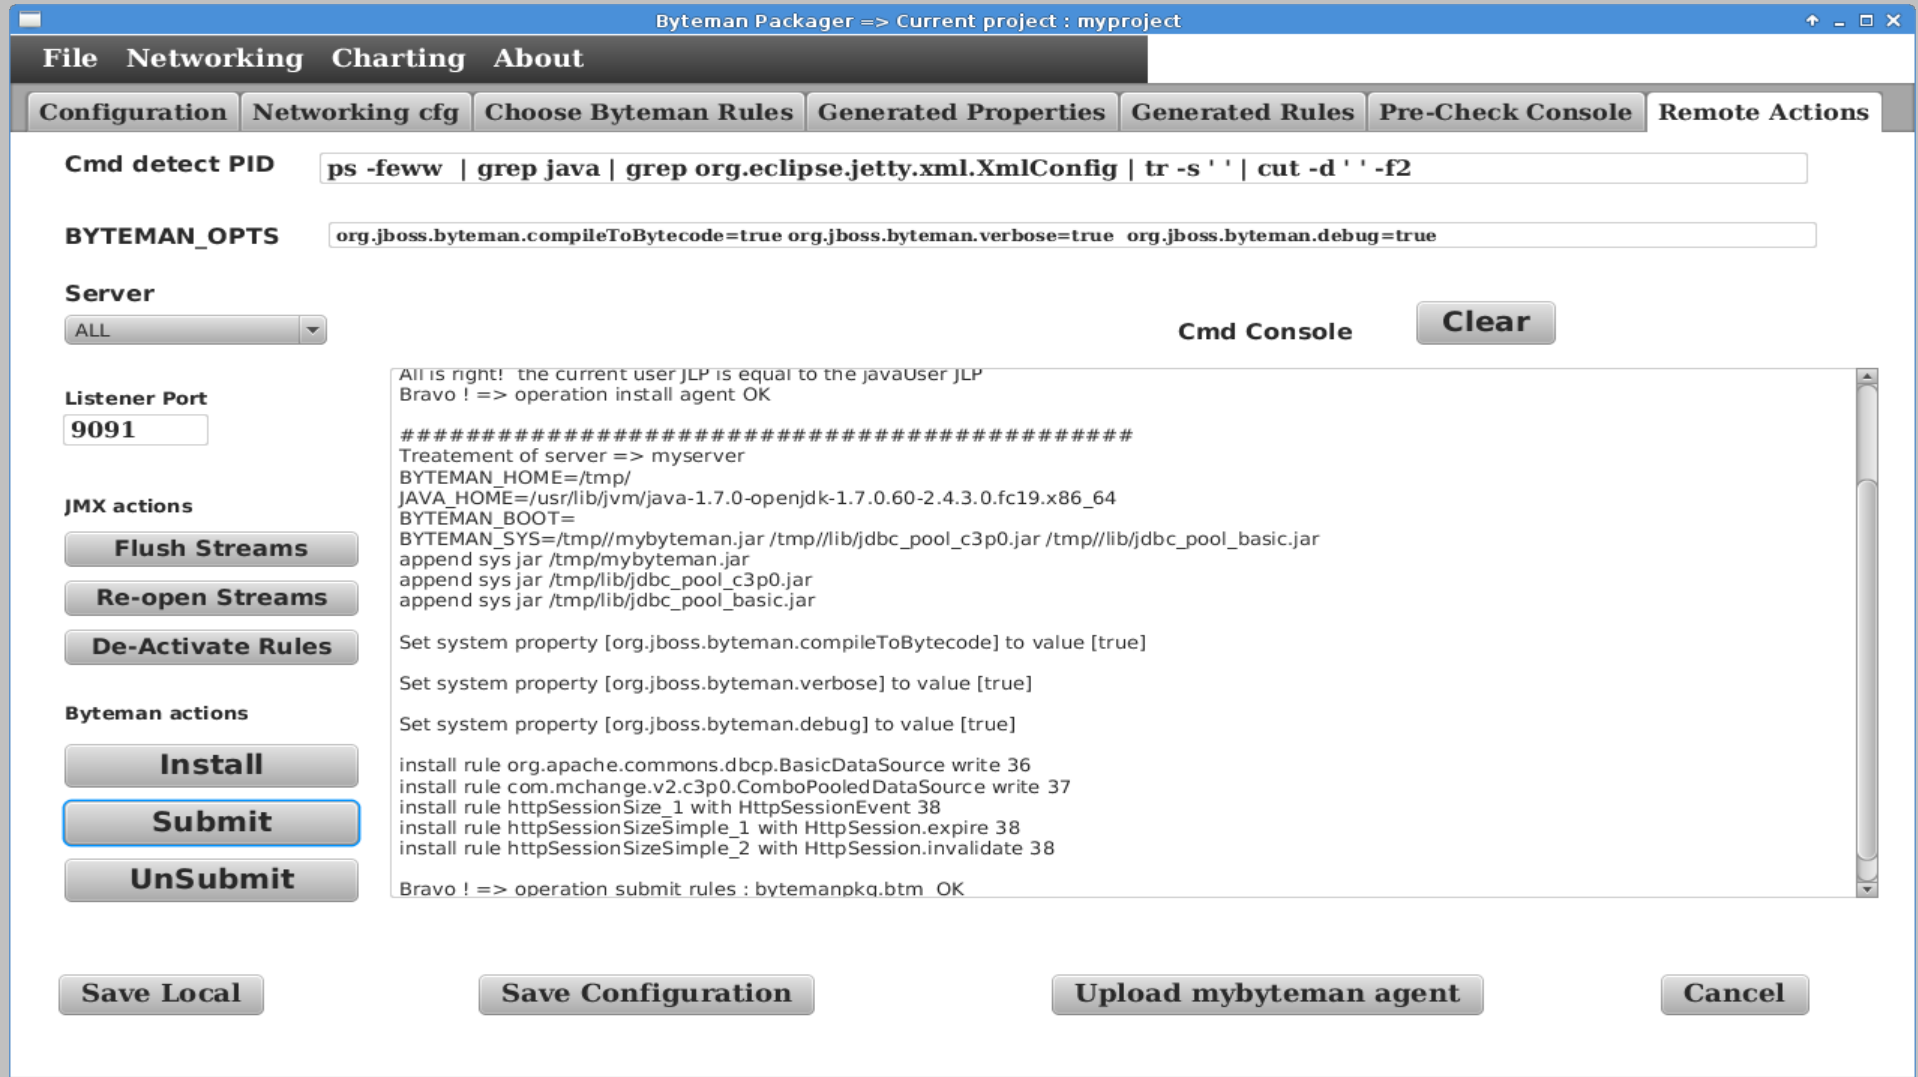 Byteman Packager => Current project : myproject
File Networking Charting About
Configuration Networking cfg Choose Byteman Rules Generated Properties Generated Rules Pre-Check Console Remote Actions
Cmd detect PID ps -feww | grep java | grep org.eclipse.jetty.xml.XmlConfig | tr -s ' ' | cut -d ' ' -f2
BYTEMAN_OPTS org.jboss.byteman.compileToBytecode=true org.jboss.byteman.verbose=true org.jboss.byteman.debug=true
Server
ALL
Cmd Console Clear
Listener Port
9091
JMX actions
Flush Streams
Re-open Streams
De-Activate Rules
Byteman actions
Install
Submit
UnSubmit
All is right! the current user JLP is equal to the javaUser JLP
Bravo ! => operation install agent OK
#############################################
Treatement of server => myserver
BYTEMAN_HOME=/tmp/
JAVA_HOME=/usr/lib/jvm/java-1.7.0-openjdk-1.7.0.60-2.4.3.0.fc19.x86_64
BYTEMAN_BOOT=
BYTEMAN_SYS=/tmp//mybyteman.jar /tmp//lib/jdbc_pool_c3p0.jar /tmp//lib/jdbc_pool_basic.jar
append sys jar /tmp/mybyteman.jar
append sys jar /tmp/lib/jdbc_pool_c3p0.jar
append sys jar /tmp/lib/jdbc_pool_basic.jar
Set system property [org.jboss.byteman.compileToBytecode] to value [true]
Set system property [org.jboss.byteman.verbose] to value [true]
Set system property [org.jboss.byteman.debug] to value [true]
install rule org.apache.commons.dbcp.BasicDataSource write 36
install rule com.mchange.v2.c3p0.ComboPooledDataSource write 37
install rule httpSessionSize_1 with HttpSessionEvent 38
install rule httpSessionSizeSimple_1 with HttpSession.expire 38
install rule httpSessionSizeSimple_2 with HttpSession.invalidate 38
Bravo ! => operation submit rules : bytemanpkg.btm OK
Save Local Save Configuration Upload mybyteman agent Cancel